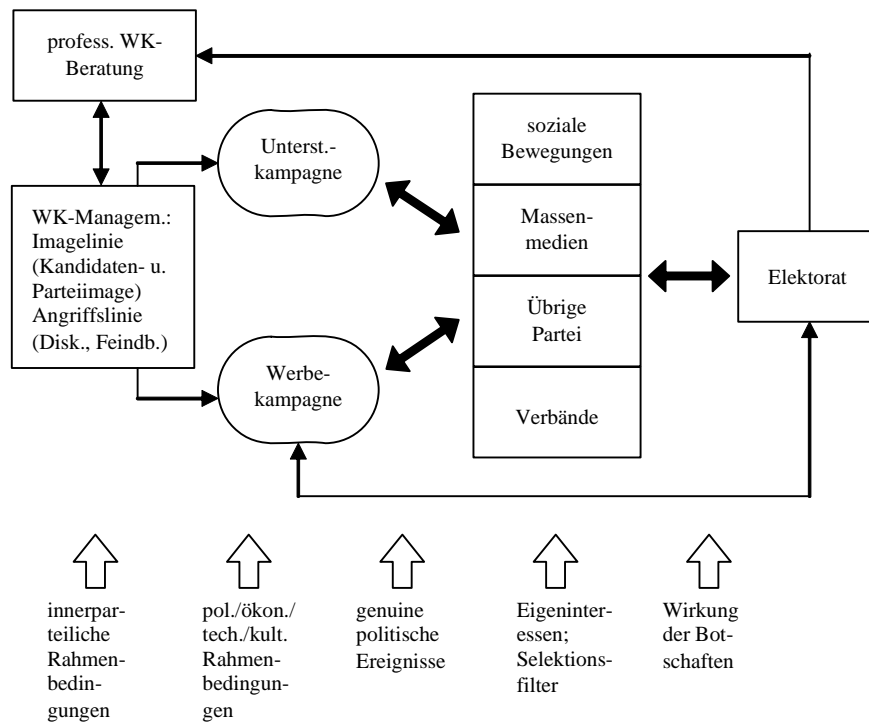 profess. WK-
Beratung
Unterst.-
kampagne
soziale
Bewegungen
WK-Managem.:
Imagelinie
(Kandidaten- u.
Parteiimage)
Angriffslinie
(Disk., Feindb.)
Massen-
medien
Elektorat
Übrige
Partei
Werbe-
kampagne
Verbände
innerpar-
teiliche
Rahmen-
bedin-
gungen
pol./ökon./
tech./kult.
Rahmen-
bedingun-
gen
genuine
politische
Ereignisse
Eigeninter-
essen;
Selektions-
filter
Wirkung
der Bot-
schaften